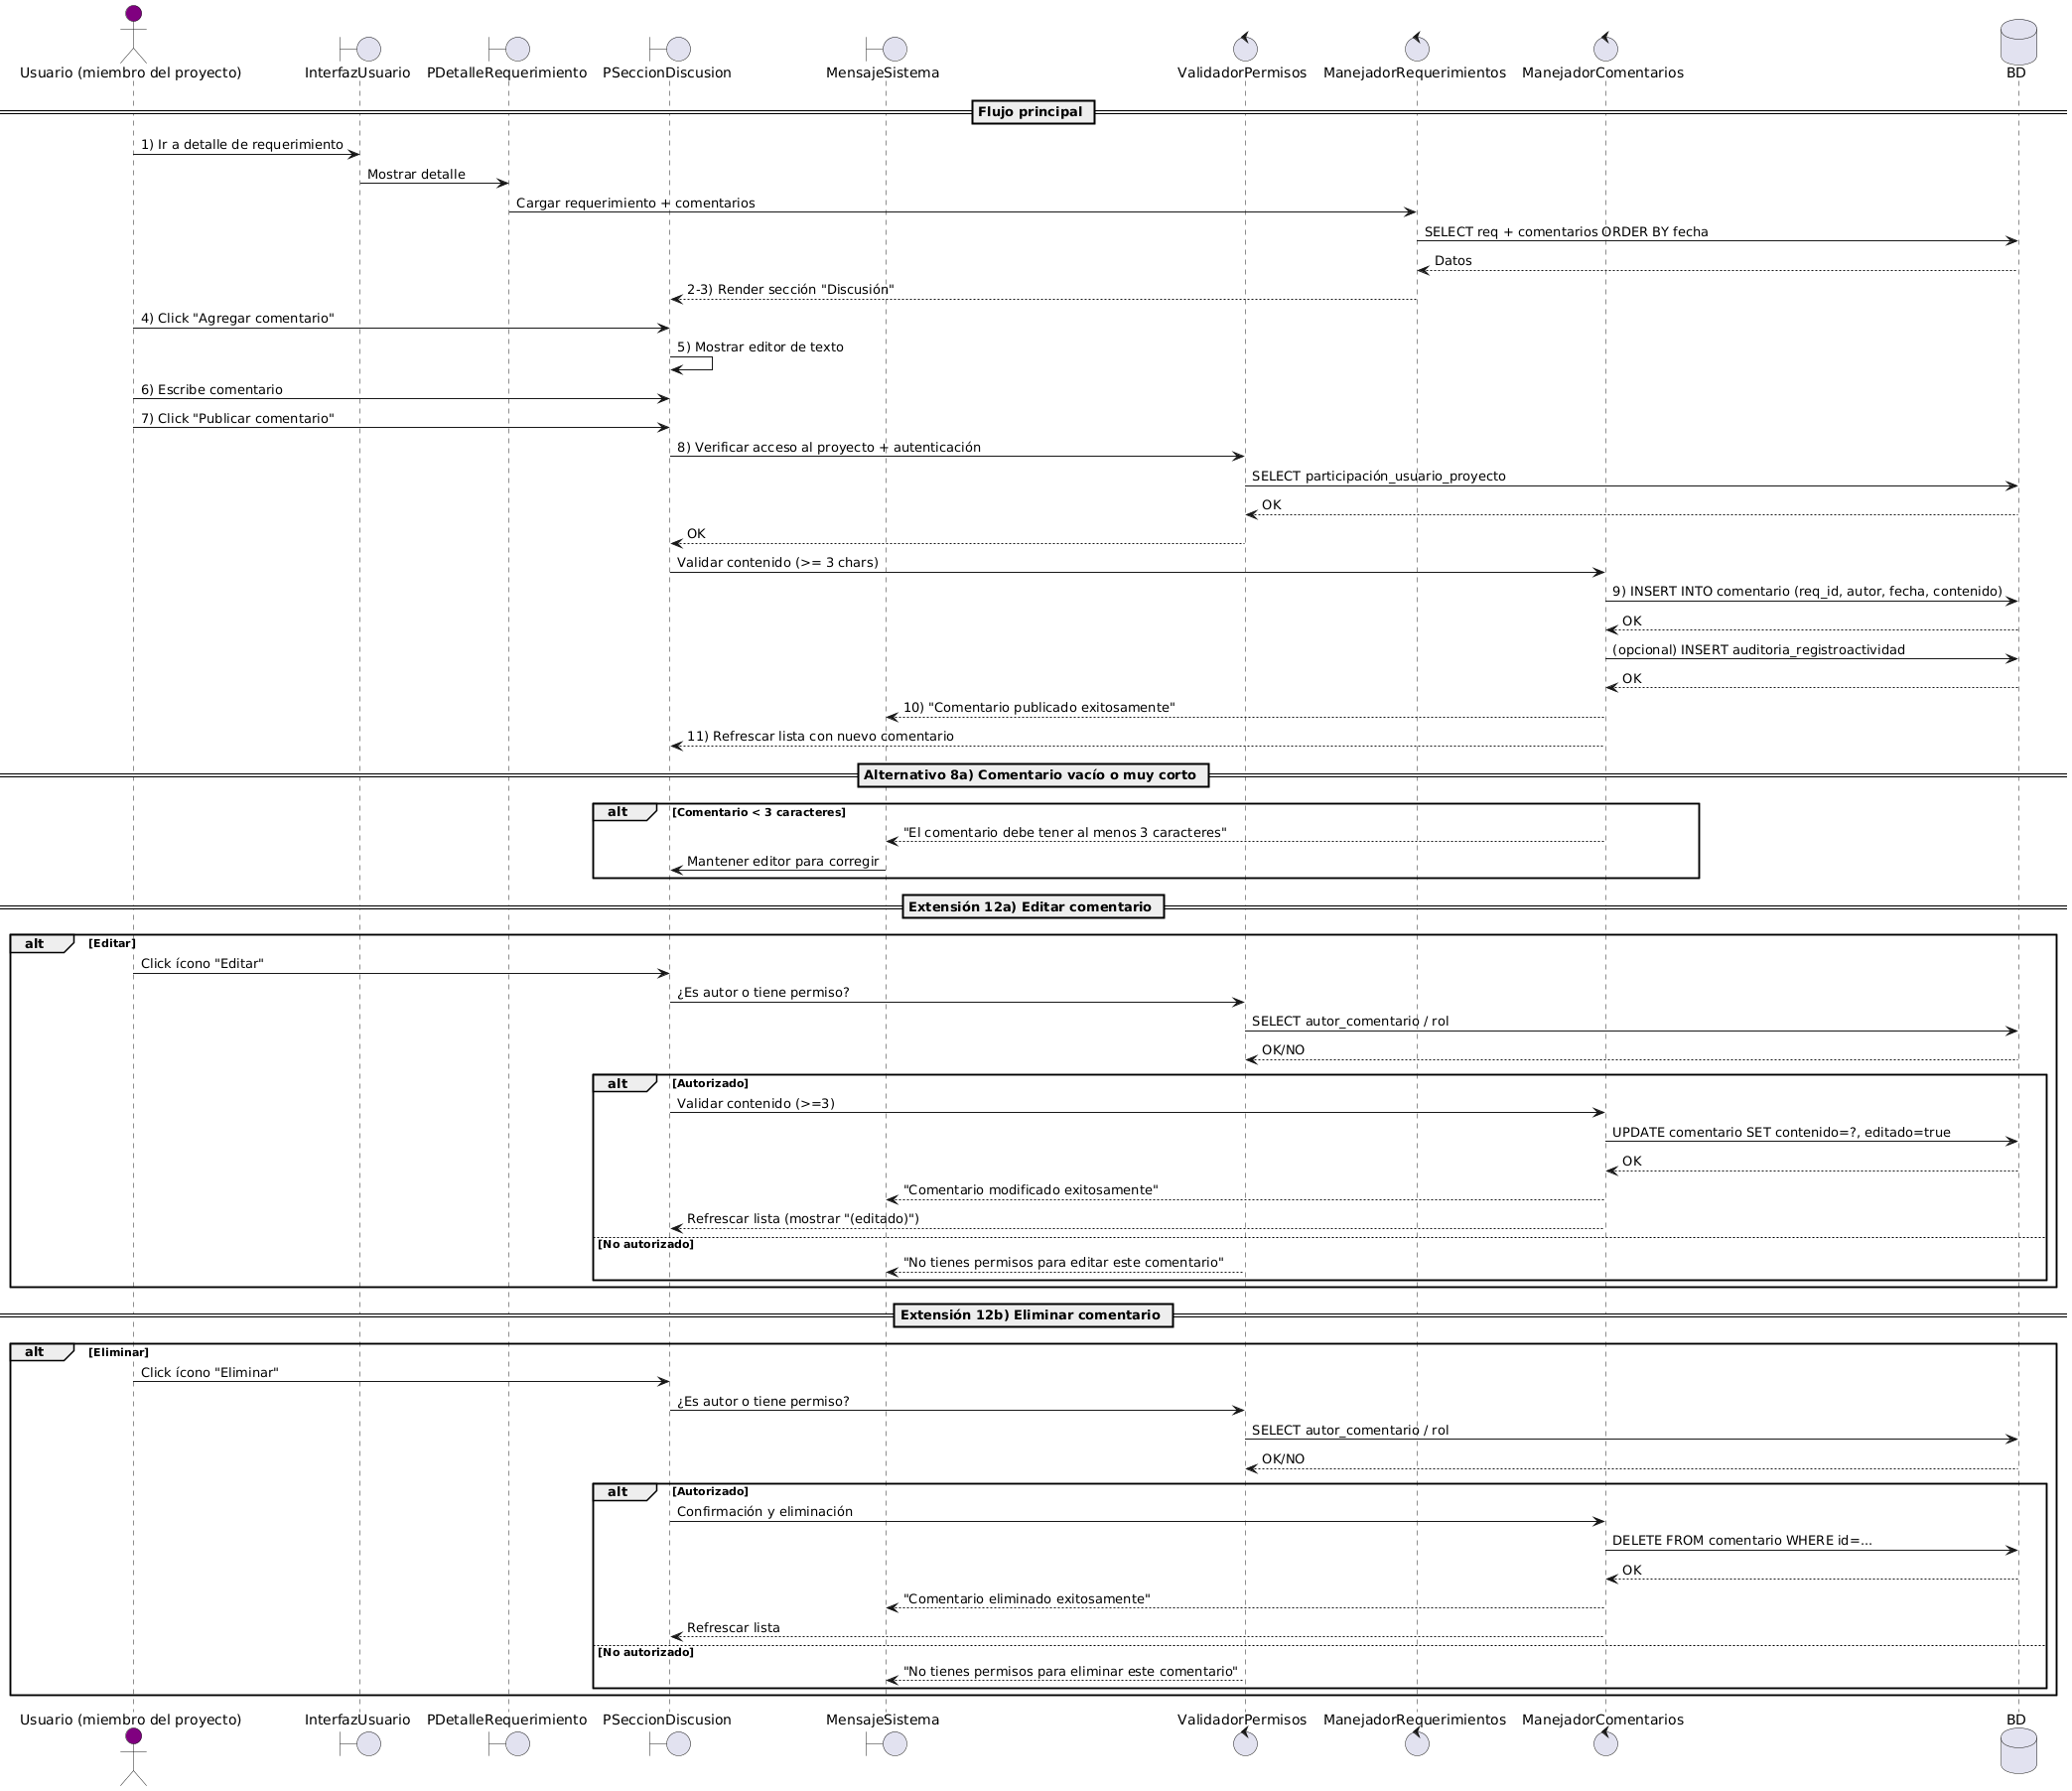 Usuario (miembro del proyecto) InterfazUsuario PDetalleRequerimiento PSeccionDiscusion MensajeSistema ValidadorPermisos ManejadorRequerimientos ManejadorComentarios BD
Flujo principal
1) Ir a detalle de requerimiento
Mostrar detalle
Cargar requerimiento + comentarios
SELECT req + comentarios ORDER BY fecha
Datos
2-3) Render sección "Discusión"
4) Click "Agregar comentario"
5) Mostrar editor de texto
6) Escribe comentario
7) Click "Publicar comentario"
8) Verificar acceso al proyecto + autenticación
SELECT participación_usuario_proyecto
OK
OK
Validar contenido (>= 3 chars)
9) INSERT INTO comentario (req_id, autor, fecha, contenido)
OK
(opcional) INSERT auditoria_registroactividad
OK
10) "Comentario publicado exitosamente"
11) Refrescar lista con nuevo comentario
Alternativo 8a) Comentario vacío o muy corto
alt [Comentario < 3 caracteres]
"El comentario debe tener al menos 3 caracteres"
Mantener editor para corregir
Extensión 12a) Editar comentario
alt [Editar]
Click ícono "Editar"
¿Es autor o tiene permiso?
SELECT autor_comentario / rol
OK/NO
alt [Autorizado]
Validar contenido (>=3)
UPDATE comentario SET contenido=?, editado=true
OK
"Comentario modificado exitosamente"
Refrescar lista (mostrar "(editado)")
[No autorizado]
"No tienes permisos para editar este comentario"
Extensión 12b) Eliminar comentario
alt [Eliminar]
Click ícono "Eliminar"
¿Es autor o tiene permiso?
SELECT autor_comentario / rol
OK/NO
alt [Autorizado]
Confirmación y eliminación
DELETE FROM comentario WHERE id=...
OK
"Comentario eliminado exitosamente"
Refrescar lista
[No autorizado]
"No tienes permisos para eliminar este comentario"
Usuario (miembro del proyecto) InterfazUsuario PDetalleRequerimiento PSeccionDiscusion MensajeSistema ValidadorPermisos ManejadorRequerimientos ManejadorComentarios BD